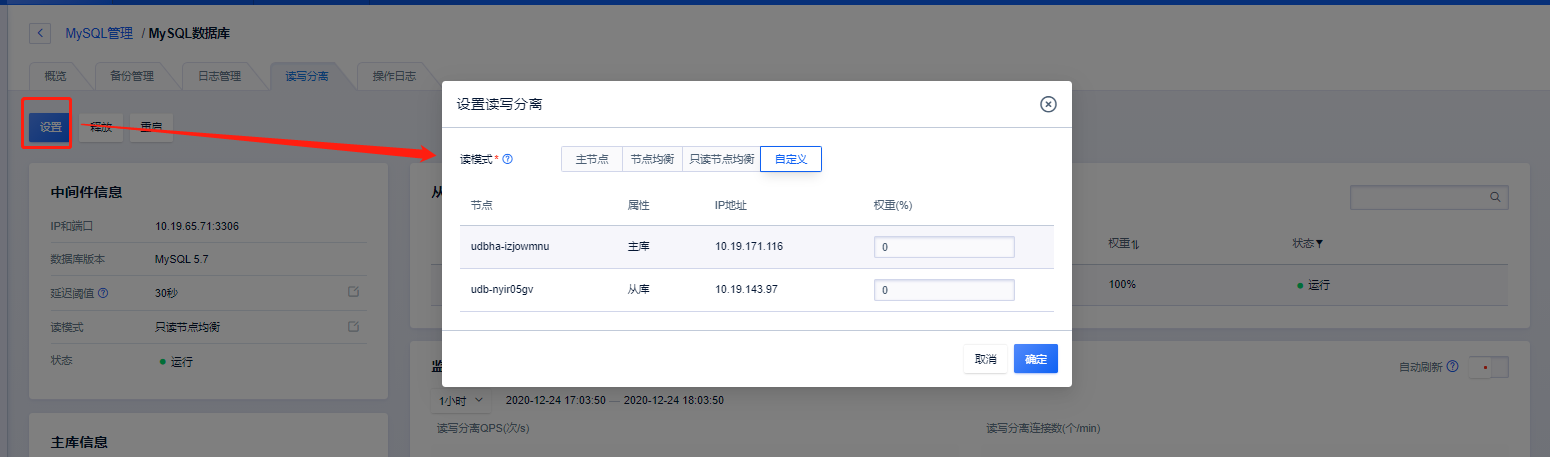 MySQL管理 / MySQL数据库
概览 备份管理 日志管理 读写分离 操作日志
设置 释放 重启
中间件信息
IP和端口 10.19.65.71:3306
数据库版本 MySQL 5.7
延迟阈值 30秒
读模式 只读节点均衡
状态 运行
主库信息
设置读写分离
读模式* 主节点 节点均衡 只读节点均衡 自定义
节点 属性 IP地址 权重(%)
udbha-izjowmnu 主库 10.19.171.116 0
udb-nyir05gv 从库 10.19.143.97 0
取消 确定
从
权重 状态
100% 运行
监
自动刷新
1小时 2020-12-24 17:03:50 — 2020-12-24 18:03:50
读写分离QPS(次/s) 读写分离连接数(个/min)